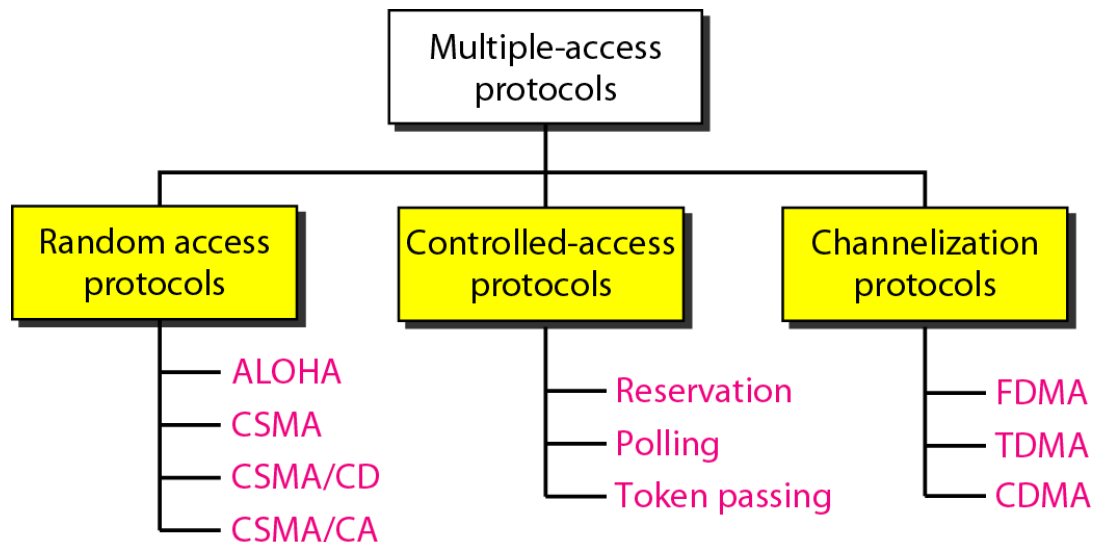 Multiple-access
protocols
Random access
protocols
Controlled-access
protocols
Channelization
protocols
ALOHA
CSMA
CSMA/CD
CSMA/CA
Reservation
Polling
Token passing
FDMA
TDMA
CDMA